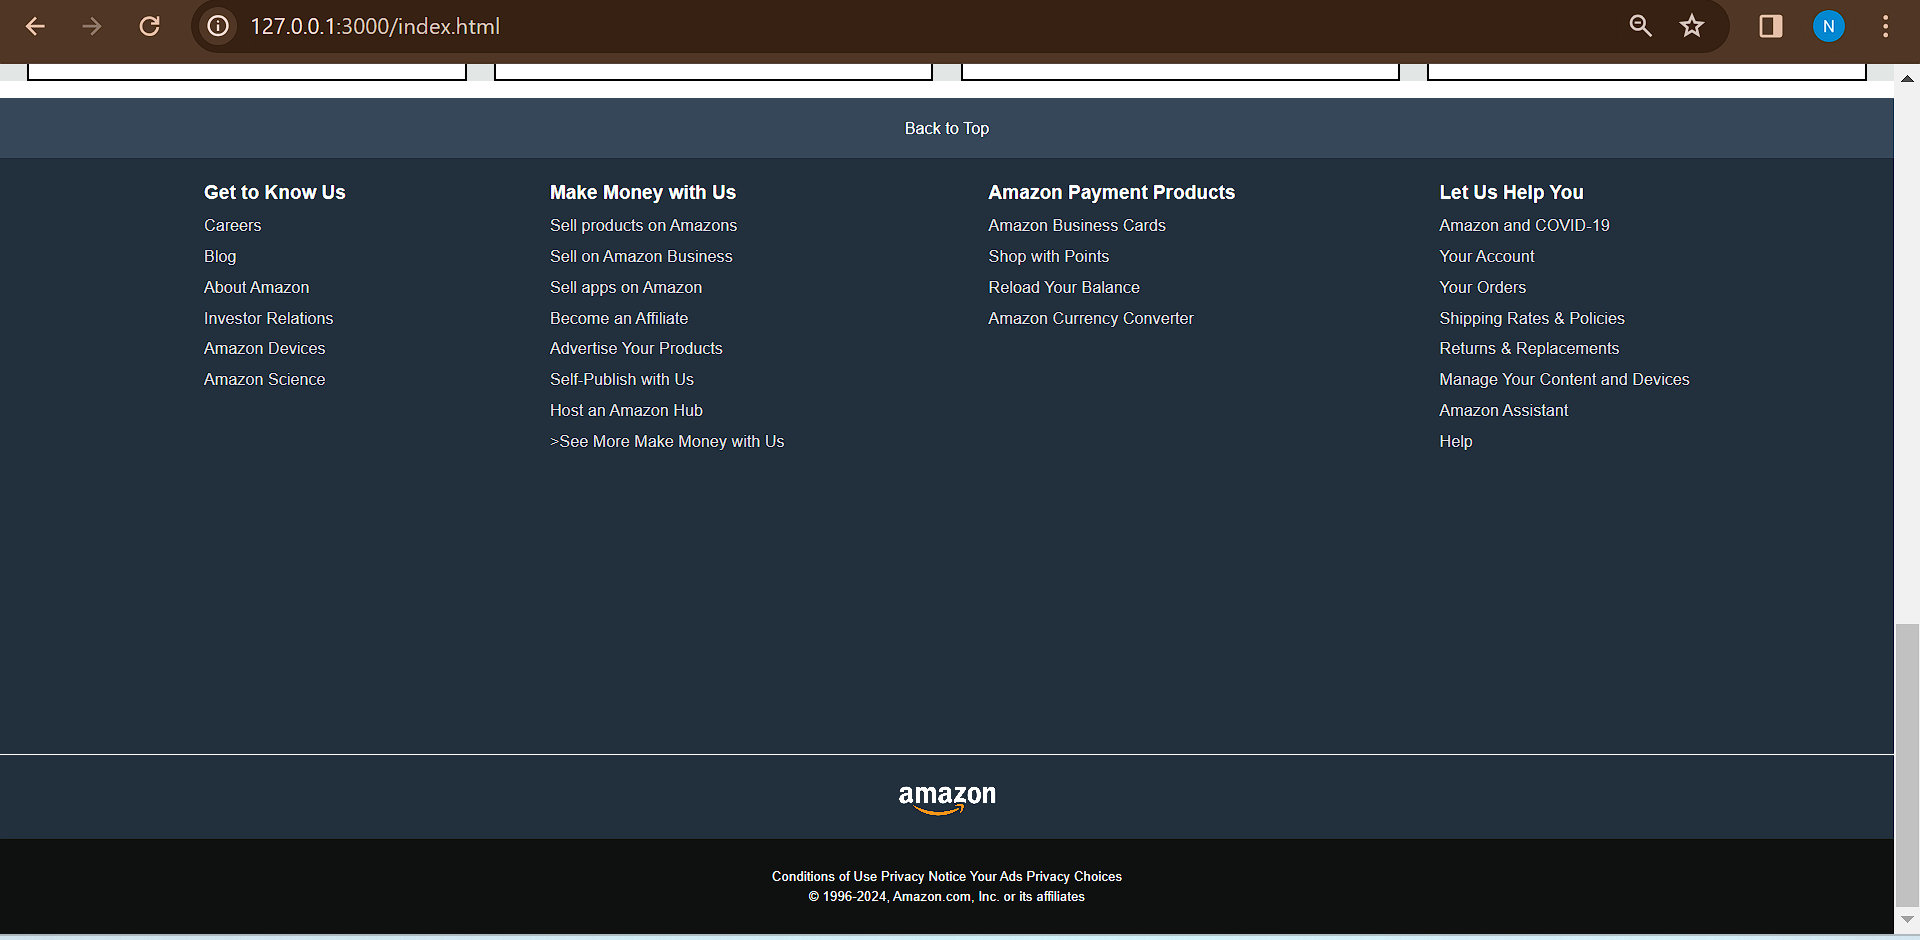 127.0.0.1:3000/index.html
N
Back to Top
Get to Know Us
Careers
Blog
About Amazon
Investor Relations
Amazon Devices
Amazon Science
Make Money with Us
Sell products on Amazons
Sell on Amazon Business
Sell apps on Amazon
Become an Affiliate
Advertise Your Products
Self-Publish with Us
Host an Amazon Hub
>See More Make Money with Us
Amazon Payment Products
Amazon Business Cards
Shop with Points
Reload Your Balance
Amazon Currency Converter
Let Us Help You
Amazon and COVID-19
Your Account
Your Orders
Shipping Rates & Policies
Returns & Replacements
Manage Your Content and Devices
Amazon Assistant
Help
amazon
Conditions of Use Privacy Notice Your Ads Privacy Choices
© 1996-2024, Amazon.com, Inc. or its affiliates